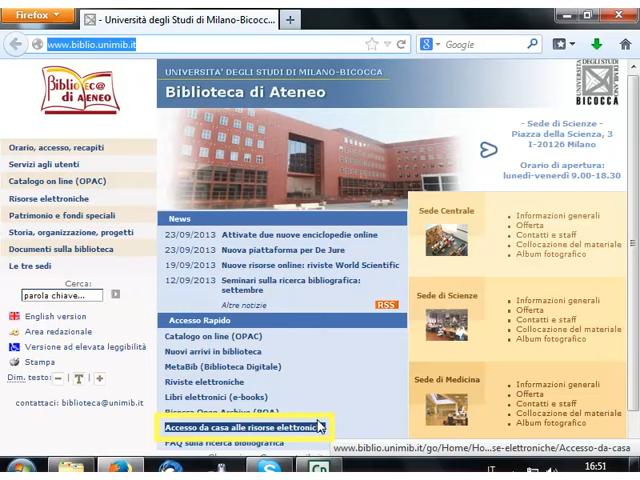 Firefox
- Università degli Studi di Milano-Bicocc...
www.biblio.unimib.it
Google
Bibliotec@
di ATENEO
UNIVERSITA' DEGLI STUDI DI MILANO-BICOCCA
Biblioteca di Ateneo
BICOCCA
- Sede di Scienze -
Piazza della Scienza, 3
I-20126 Milano
Orario di apertura:
lunedì-venerdì 9.00-18.30
Orario, accesso, recapiti
Servizi agli utenti
Catalogo on line (OPAC)
Risorse elettroniche
Patrimonio e fondi speciali
Storia, organizzazione, progetti
Documenti sulla biblioteca
Le tre sedi
Cerca:
parola chiave...
English version
Area redazionale
Versione ad elevata leggibilità
Stampa
Dim. testo: - T +
contattaci: biblioteca@unimib.it
News
23/09/2013 Attivate due nuove enciclopedie online
23/09/2013 Nuova piattaforma per De Jure
19/09/2013 Nuove risorse online: riviste World Scientific
12/09/2013 Seminari sulla ricerca bibliografica:
settembre
Altre notizie
RSS
Accesso Rapido
Catalogo on line (OPAC)
Nuovi arrivi in biblioteca
MetaBib (Biblioteca Digitale)
Riviste elettroniche
Libri elettronici (e-books)
Bicocca Open Archive (BOA)
Accesso da casa alle risorse elettroniche
FAQ sulla ricerca bibliografica
Sede Centrale
Informazioni generali
Offerta
Contatti e staff
Collocazione del materiale
Album fotografico
Sede di Scienze
Informazioni generali
Offerta
Contatti e staff
Collocazione del materiale
Album fotografico
Sede di Medicina
Informazioni generali
Offerta
Contatti e staff
Collocazione del materiale
Album fotografico
www.biblio.unimib.it/go/Home/Ho...se-elettroniche/Accesso-da-casa
IT
16:51